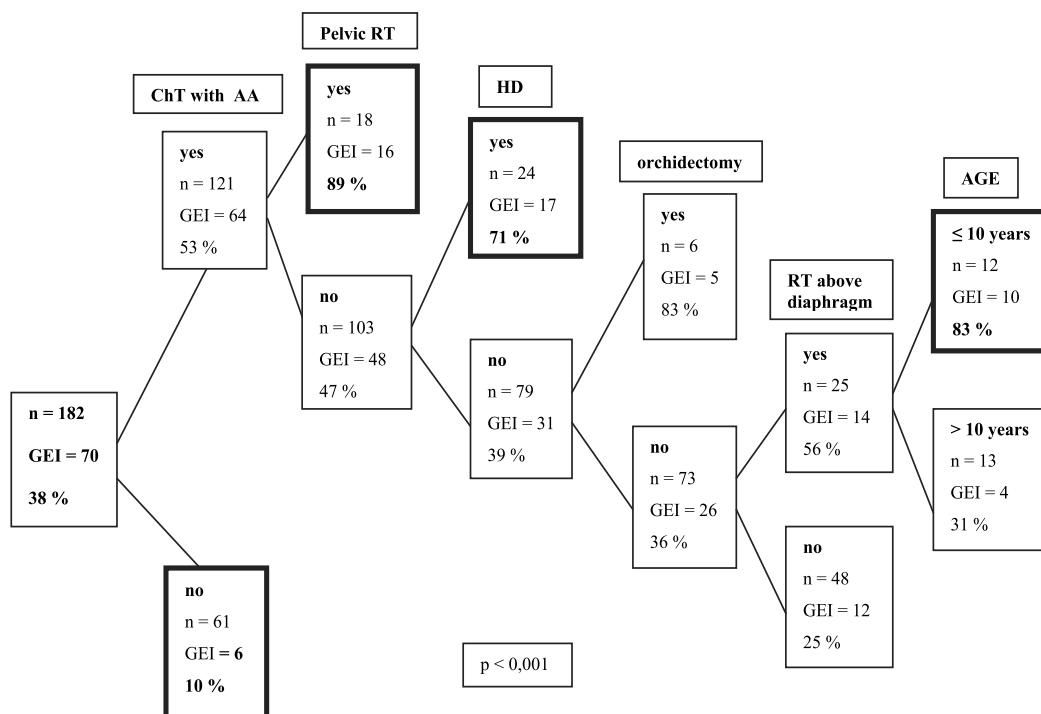 Pelvic RT
yes
n = 18
GEI = 16
89 %
ChT with AA
yes
n = 121
GEI = 64
53 %
HD
yes
n = 24
GEI = 17
71 %
orchidectomy
yes
n = 6
GEI = 5
83 %
AGE
≤ 10 years
n = 12
GEI = 10
83 %
no
n = 103
GEI = 48
47 %
RT above
diaphragm
yes
n = 25
GEI = 14
56 %
no
n = 79
GEI = 31
39 %
n = 182
GEI = 70
38 %
> 10 years
n = 13
GEI = 4
31 %
no
n = 73
GEI = 26
36 %
no
n = 48
GEI = 12
25 %
no
n = 61
GEI = 6
10 %
p < 0,001